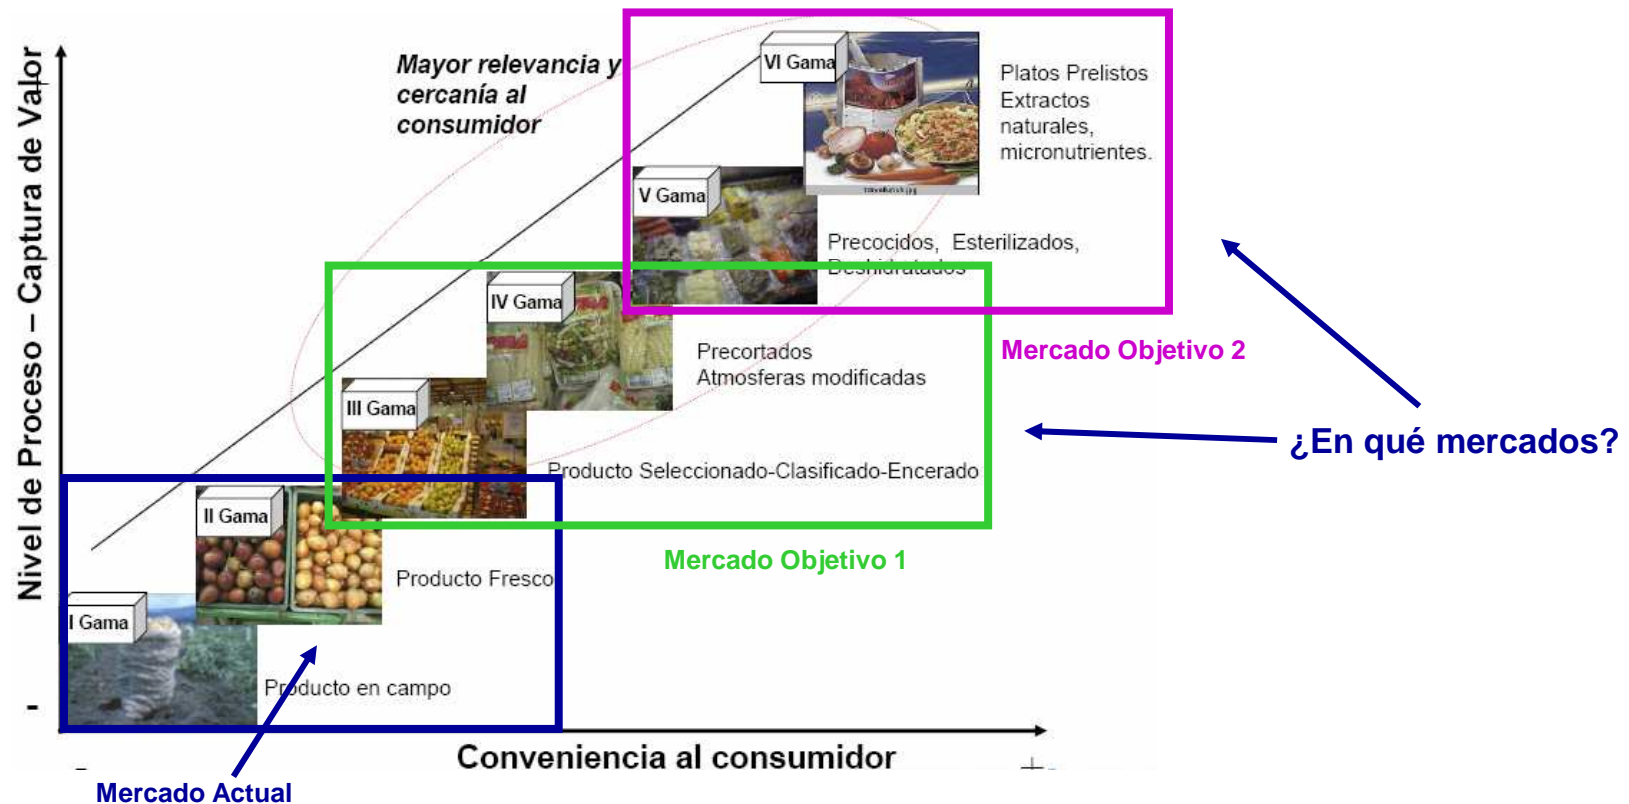 Nivel de Proceso – Captura de Valor
+
-
Mayor relevancia y
cercanía al
consumidor
VI Gama
Platos Prelistos
Extractos
naturales,
micronutrientes.
V Gama
Precocidos, Esterilizados,
Deshidratados
IV Gama
Precortados
Atmosferas modificadas
Mercado Objetivo 2
III Gama
Producto Seleccionado-Clasificado-Encerado
¿En qué mercados?
Mercado Objetivo 1
II Gama
Producto Fresco
I Gama
Producto en campo
Conveniencia al consumidor
-
+
Mercado Actual